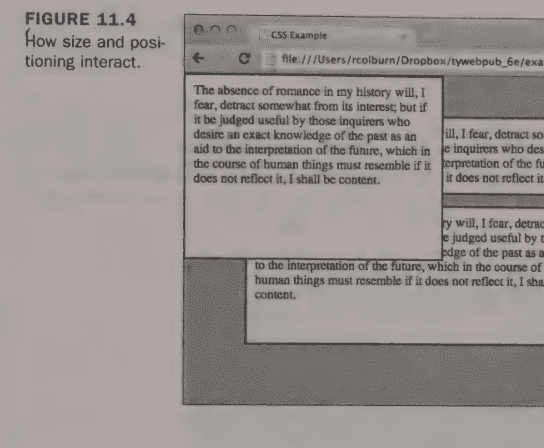 FIGURE 11.4
How size and posi-
tioning interact.
CSS Example
file:///Users/rcolburn/Dropbox/tywebpub_6e/exa
The absence of romance in my history will, I
fear, detract somewhat from its interest; but if
it be judged useful by those inquirers who
desire an exact knowledge of the past as an
aid to the interpretation of the future, which in
the course of human things must resemble if it
does not reflect it, I shall be content.
ill, I fear, detract so
e inquirers who des
erpretation of the fu
it does not reflect it
ry will, I fear, detrac
e judged useful by t
edge of the past as a
to the interpretation of the future, which in the course of
human things must resemble if it does not reflect it, I sha
content.